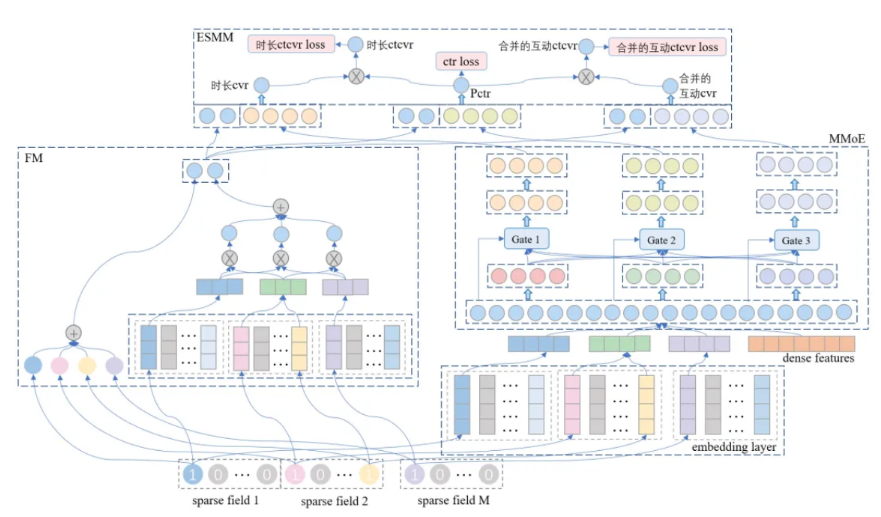 ESMM
时长ctcvr loss
时长ctcvr
合并的互动ctcvr
合并的互动ctcvr loss
ctr loss
时长cvr
Pctr
合并的
互动cvr
FM
MMoE
Gate 1
Gate 2
Gate 3
dense features
embedding layer
1 0 ... 0
1 0 ... 1
1 0 ... 0
sparse field 1
sparse field 2
sparse field M